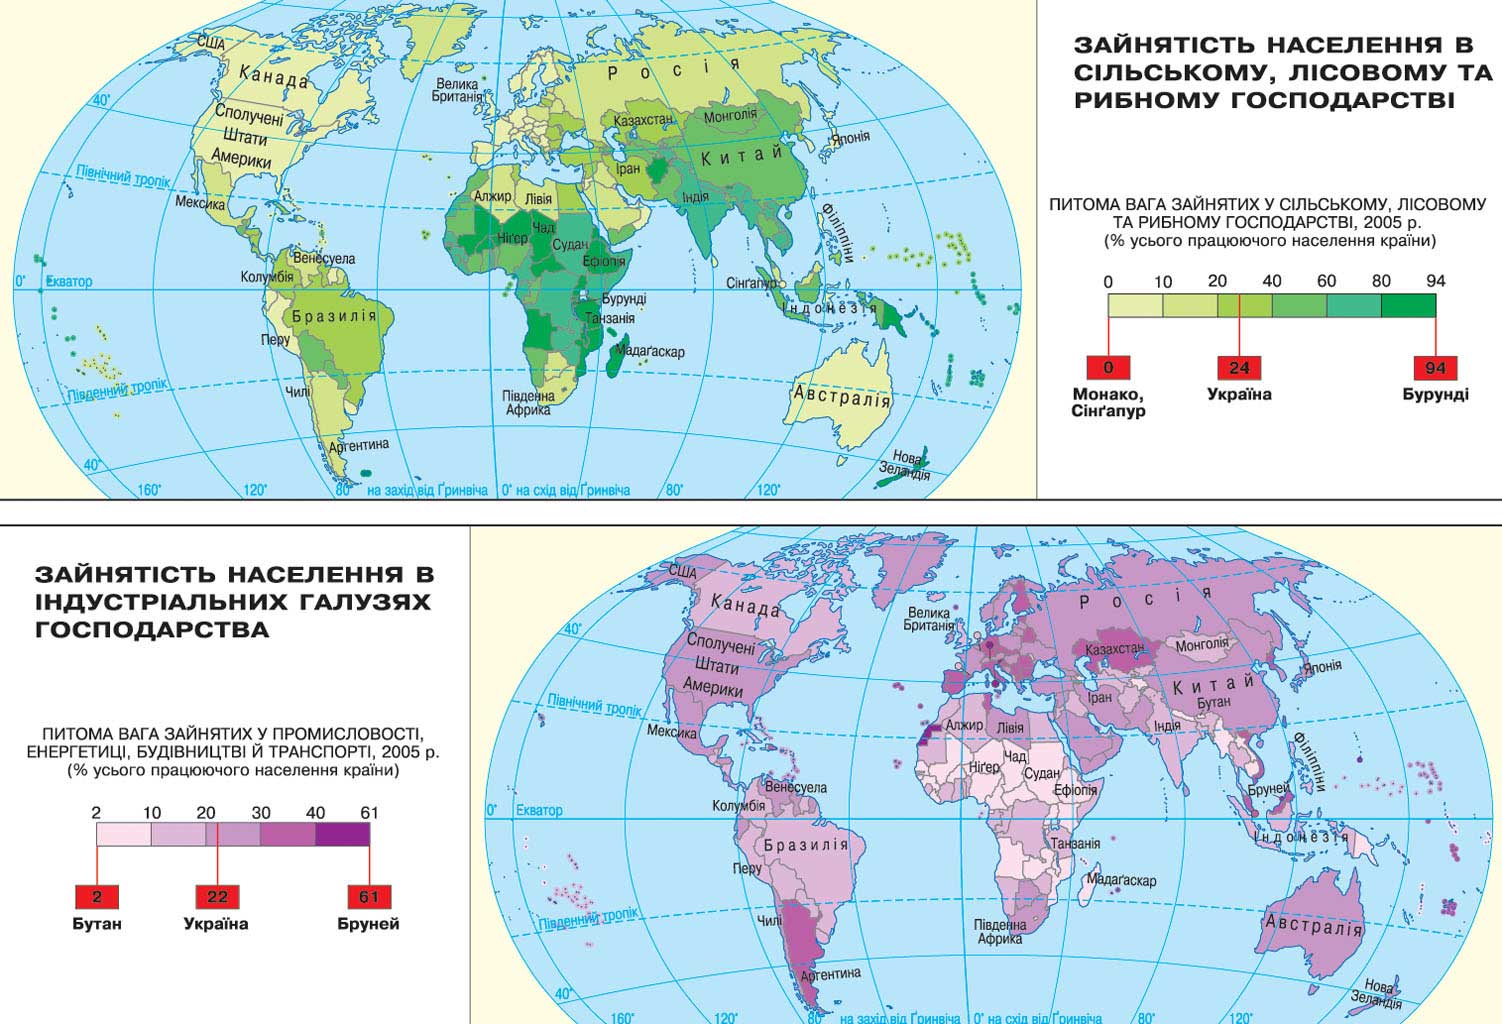 ЗАЙНЯТІСТЬ НАСЕЛЕННЯ В
СІЛЬСЬКОМУ, ЛІСОВОМУ ТА
РИБНОМУ ГОСПОДАРСТВІ
ПИТОМА ВАГА ЗАЙНЯТИХ У СІЛЬСЬКОМУ, ЛІСОВОМУ
ТА РИБНОМУ ГОСПОДАРСТВІ, 2005 р.
(% усього працюючого населення країни)
0 10 20 40 60 80 94
0 24 94
Монако,
Сінґапур
Україна
Бурунді
США
Канада
Сполучені
Штати
Америки
Мексика
Венесуела
Колумбія
Бразилія
Перу
Чилі
Аргентина
Велика
Британія
Росія
Казахстан
Монголія
Китай
Японія
Іран
Індія
Алжир
Лівія
Ніґер
Чад
Судан
Ефіопія
Бурунді
Танзанія
Мадаґаскар
Південна
Африка
Філіппіни
Сінґапур
Індонезія
Австралія
Нова
Зеландія
40°
Північний тропік
0° Екватор
Південний тропік
40°
160° 120° 80° на захід від Ґринвіча 0° на схід від Ґринвіча 80° 120°
ЗАЙНЯТІСТЬ НАСЕЛЕННЯ В
ІНДУСТРІАЛЬНИХ ГАЛУЗЯХ
ГОСПОДАРСТВА
ПИТОМА ВАГА ЗАЙНЯТИХ У ПРОМИСЛОВОСТІ,
ЕНЕРГЕТИЦІ, БУДІВНИЦТВІ Й ТРАНСПОРТІ, 2005 р.
(% усього працюючого населення країни)
2 10 20 30 40 61
2 22 61
Бутан Україна Бруней
США
Канада
Сполучені
Штати
Америки
Мексика
Венесуела
Колумбія
Бразилія
Перу
Чилі
Аргентина
Велика
Британія
Росія
Казахстан
Монголія
Китай
Бутан
Японія
Іран
Індія
Алжир
Лівія
Ніґер
Чад
Судан
Ефіопія
Танзанія
Мадаґаскар
Південна
Африка
Філіппіни
Бруней
Індонезія
Австралія
Нова
Зеландія
40°
Північний тропік
0° Екватор
Південний тропік
40°
160° 120° 80° на захід від Ґринвіча 0° на схід від Ґринвіча 80° 120°